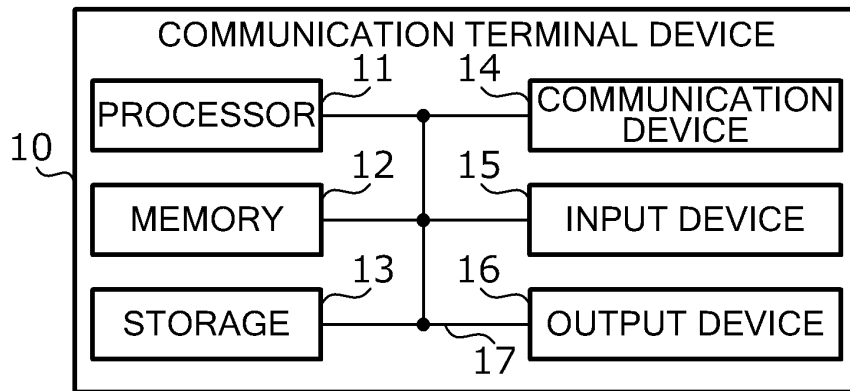 COMMUNICATION TERMINAL DEVICE
10
11
PROCESSOR
14
COMMUNICATION
DEVICE
12
MEMORY
15
INPUT DEVICE
13
STORAGE
16
OUTPUT DEVICE
17